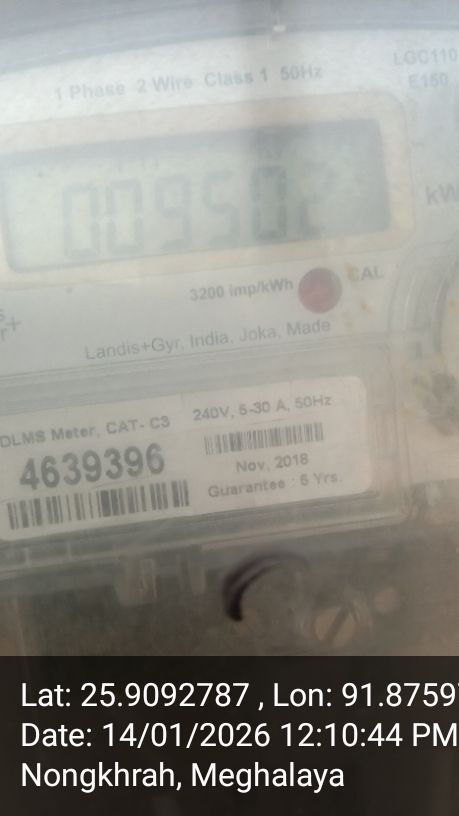 LGC110
E150
1 Phase 2 Wire Class 1 50Hz
kW
3200 imp/kWh
CAL
Landis+Gyr, India, Joka, Made
DLMS Meter, CAT- C3
240V, 5-30 A, 50Hz
4639396
Nov, 2018
Guarantee : 5 Yrs.
Lat: 25.9092787 , Lon: 91.8759
Date: 14/01/2026 12:10:44 PM
Nongkhrah, Meghalaya